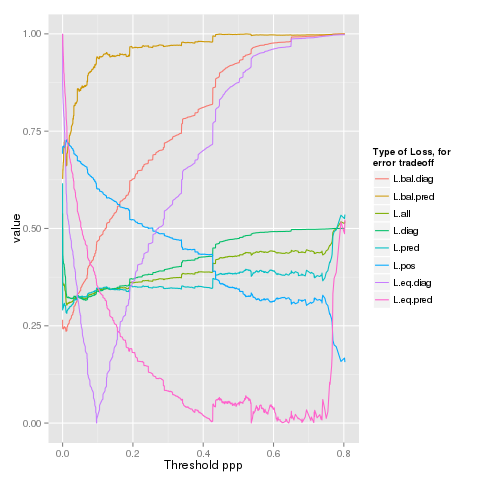 1.00
0.75
0.50
0.25
0.00
value
0.0
0.2
0.4
0.6
0.8
Threshold ppp
Type of Loss, for
error tradeoff
L.bal.diag
L.bal.pred
L.all
L.diag
L.pred
L.pos
L.eq.diag
L.eq.pred